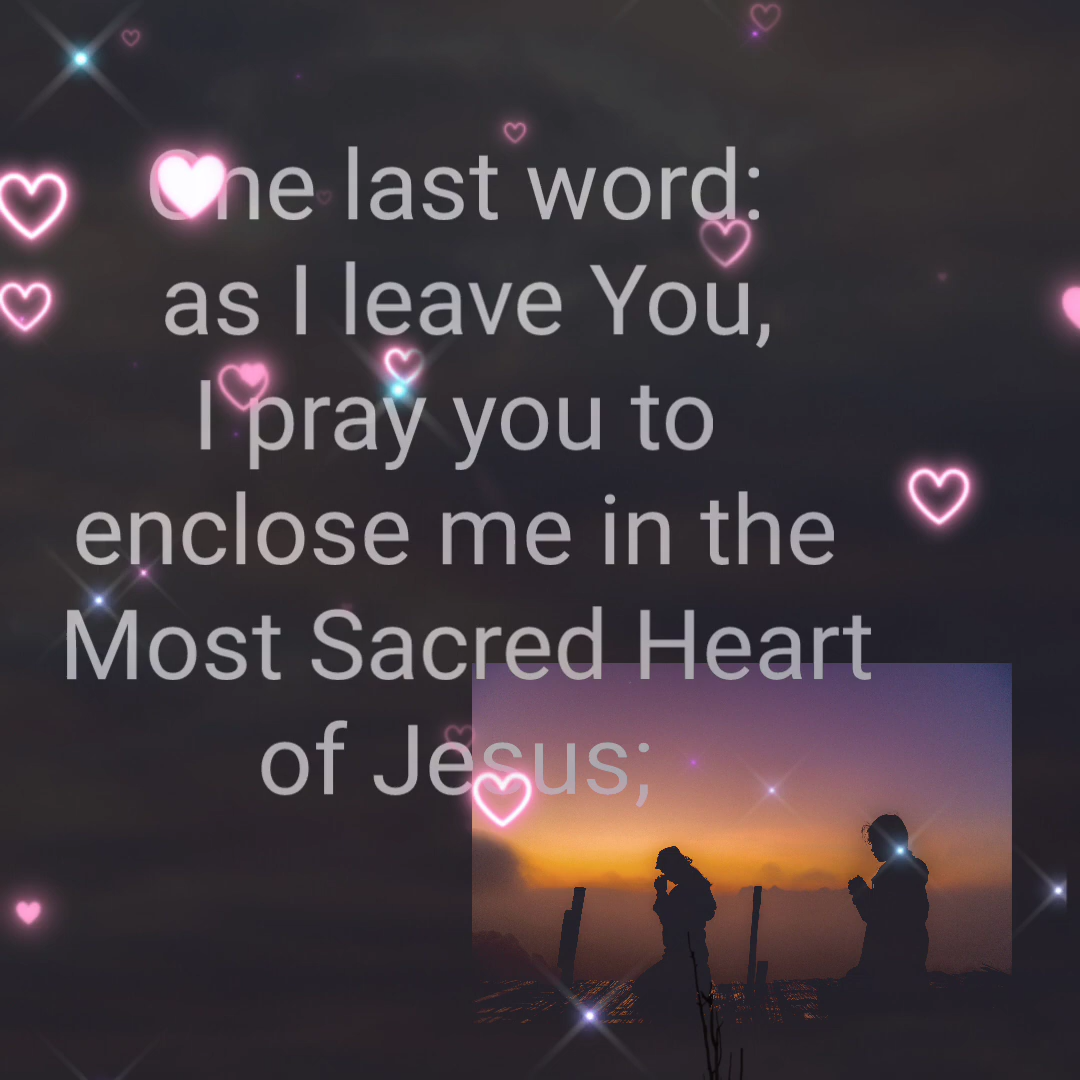 One last word:
as I leave You,
I pray you to
enclose me in the
Most Sacred Heart
of Jesus;